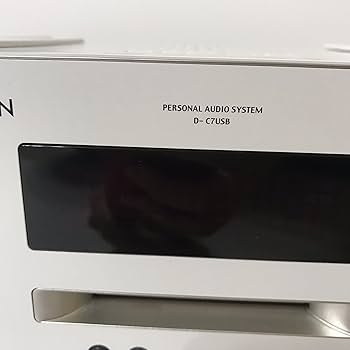 N
PERSONAL AUDIO SYSTEM
D- C7USB